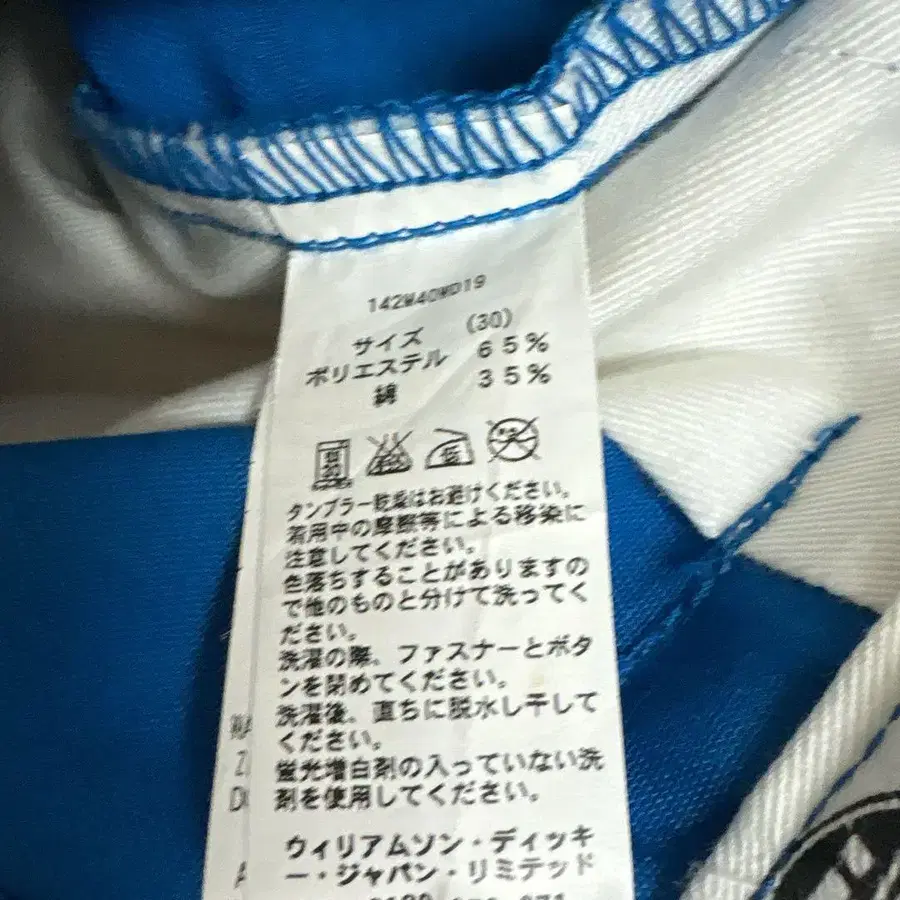 142M40WD19
サイズ (30)
ポリエステル 65%
綿 35%
タンブラー乾燥はお避けください。
着用中の摩擦等による移染に
注意してください。
色落ちすることがありますの
で他のものと分けて洗ってく
ださい。
洗濯の際、ファスナーとボタ
ンを閉めてください。
洗濯後、直ちに脱水し干して
ください。
蛍光増白剤の入っていない洗
剤を使用してください。
ウィリアムソン・ディッキ
ー・ジャパン・リミテッド